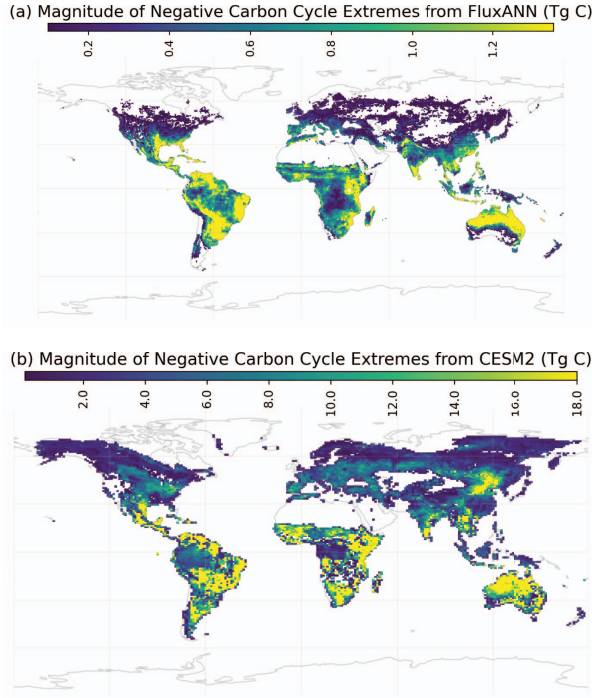 (a) Magnitude of Negative Carbon Cycle Extremes from FluxANN (Tg C)
0.2 0.4 0.6 0.8 1.0 1.2
(b) Magnitude of Negative Carbon Cycle Extremes from CESM2 (Tg C)
2.0 4.0 6.0 8.0 10.0 12.0 14.0 16.0 18.0